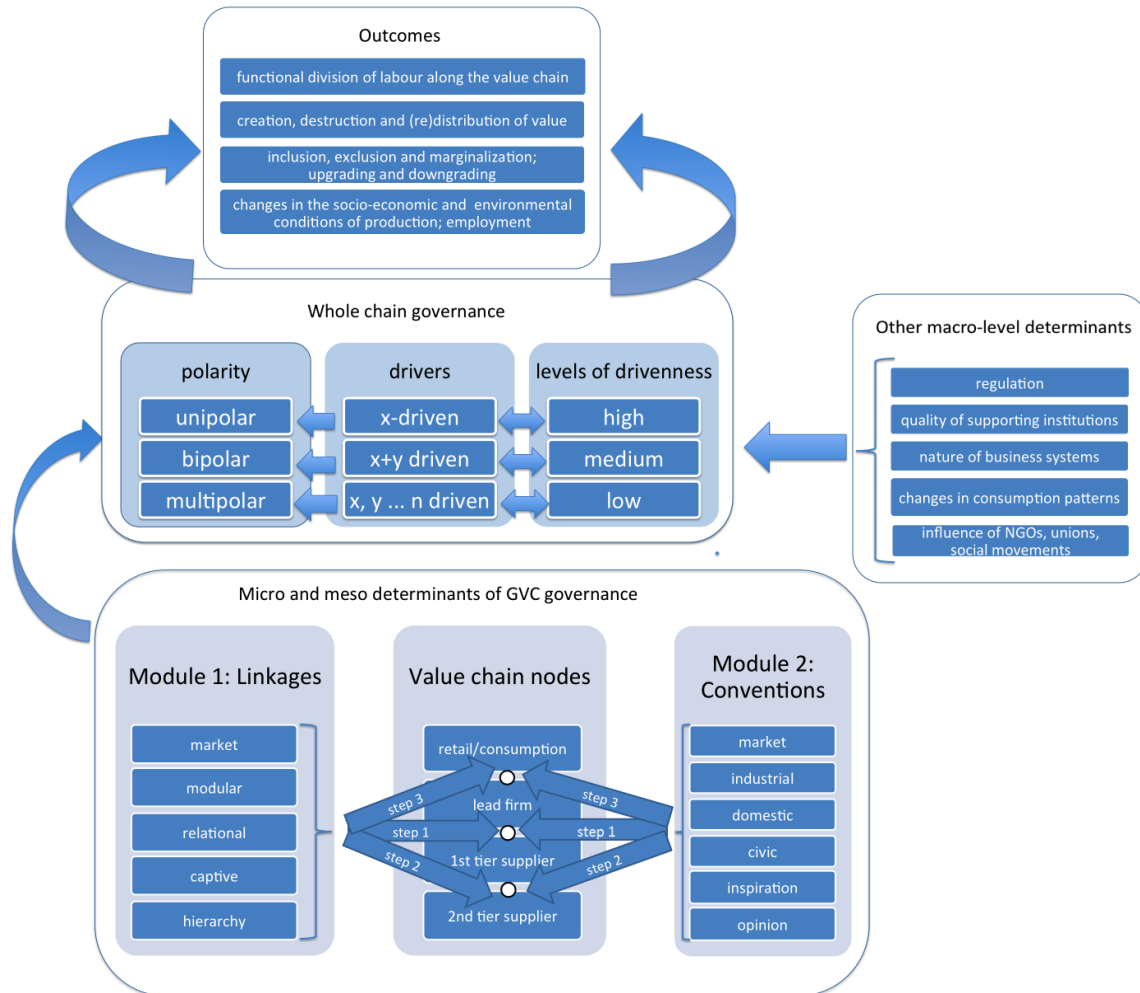 Outcomes
functional division of labour along the value chain
creation, destruction and (re)distribution of value
inclusion, exclusion and marginalization;
upgrading and downgrading
changes in the socio-economic and environmental
conditions of production; employment
Whole chain governance
polarity
unipolar
bipolar
multipolar
drivers
x-driven
x+y driven
x, y ... n driven
levels of drivenness
high
medium
low
Other macro-level determinants
regulation
quality of supporting institutions
nature of business systems
changes in consumption patterns
influence of NGOs, unions,
social movements
Micro and meso determinants of GVC governance
Module 1: Linkages
market
modular
relational
captive
hierarchy
Value chain nodes
retail/consumption
step 3
step 3
lead firm
step 1
step 1
1st tier supplier
step 2
step 2
2nd tier supplier
Module 2:
Conventions
market
industrial
domestic
civic
inspiration
opinion